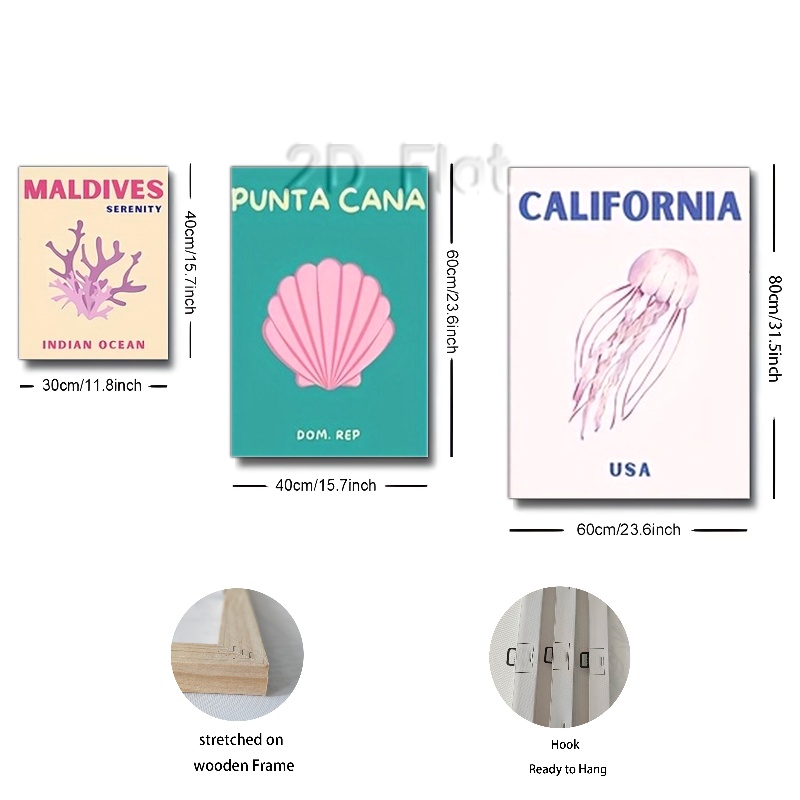 2D Flat
MALDIVES
SERENITY
INDIAN OCEAN
40cm/15.7inch
30cm/11.8inch
PUNTA CANA
DOM. REP
60cm/23.6inch
40cm/15.7inch
CALIFORNIA
USA
80cm/31.5inch
60cm/23.6inch
stretched on
wooden Frame
Hook
Ready to Hang